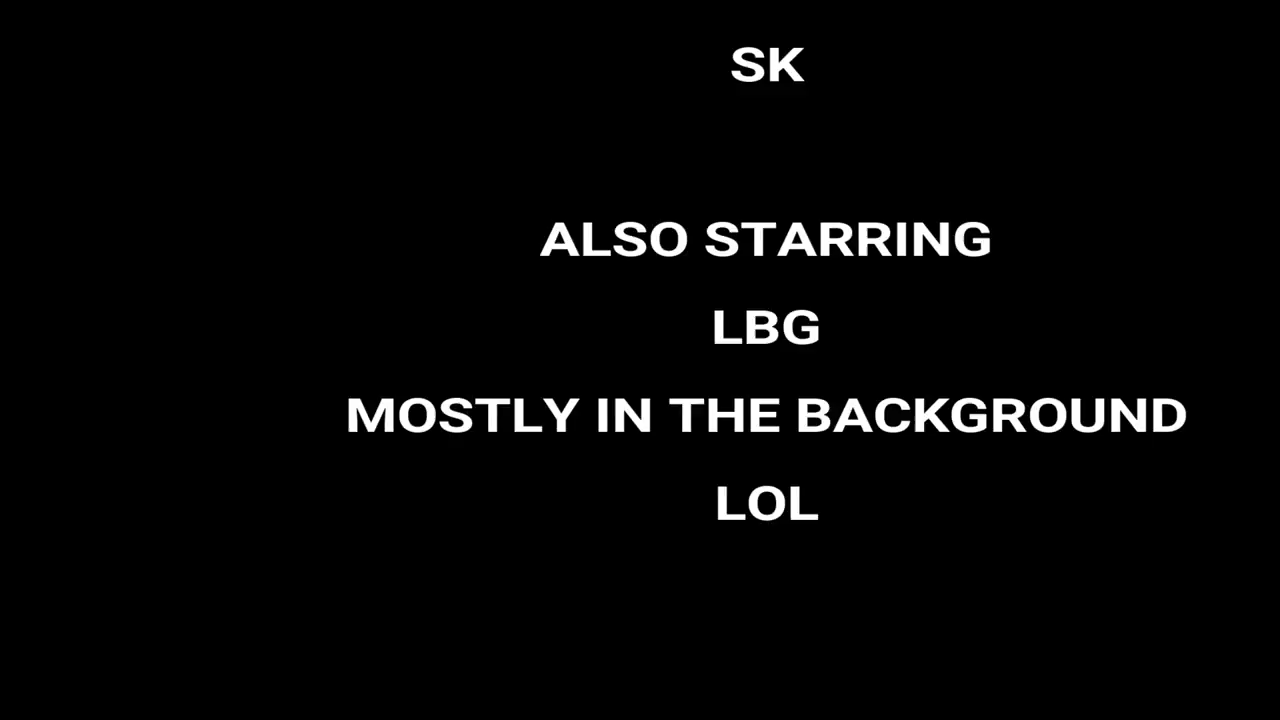 SK
ALSO STARRING
LBG
MOSTLY IN THE BACKGROUND
LOL